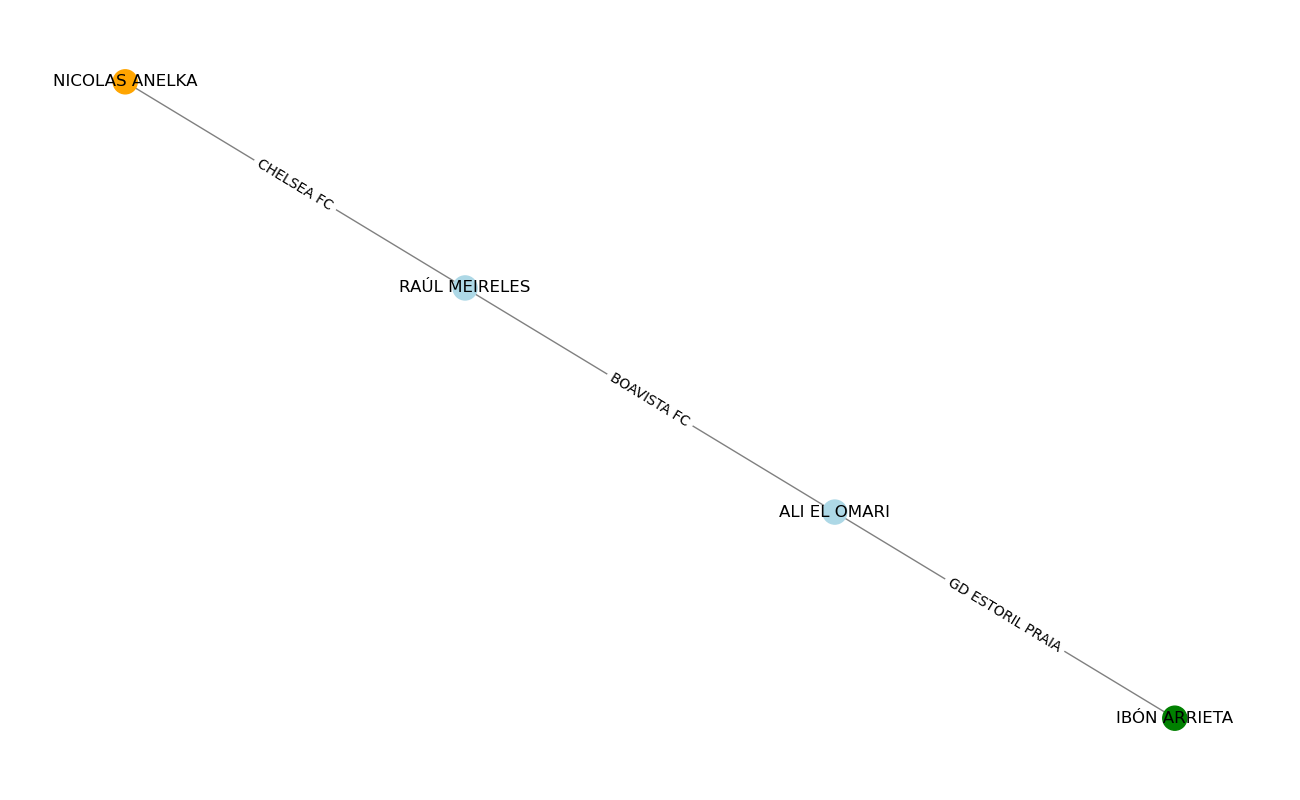 NICOLAS ANELKA
CHELSEA FC
RAÚL MEIRELES
BOAVISTA FC
ALI EL OMARI
GD ESTORIL PRAIA
IBÓN ARRIETA